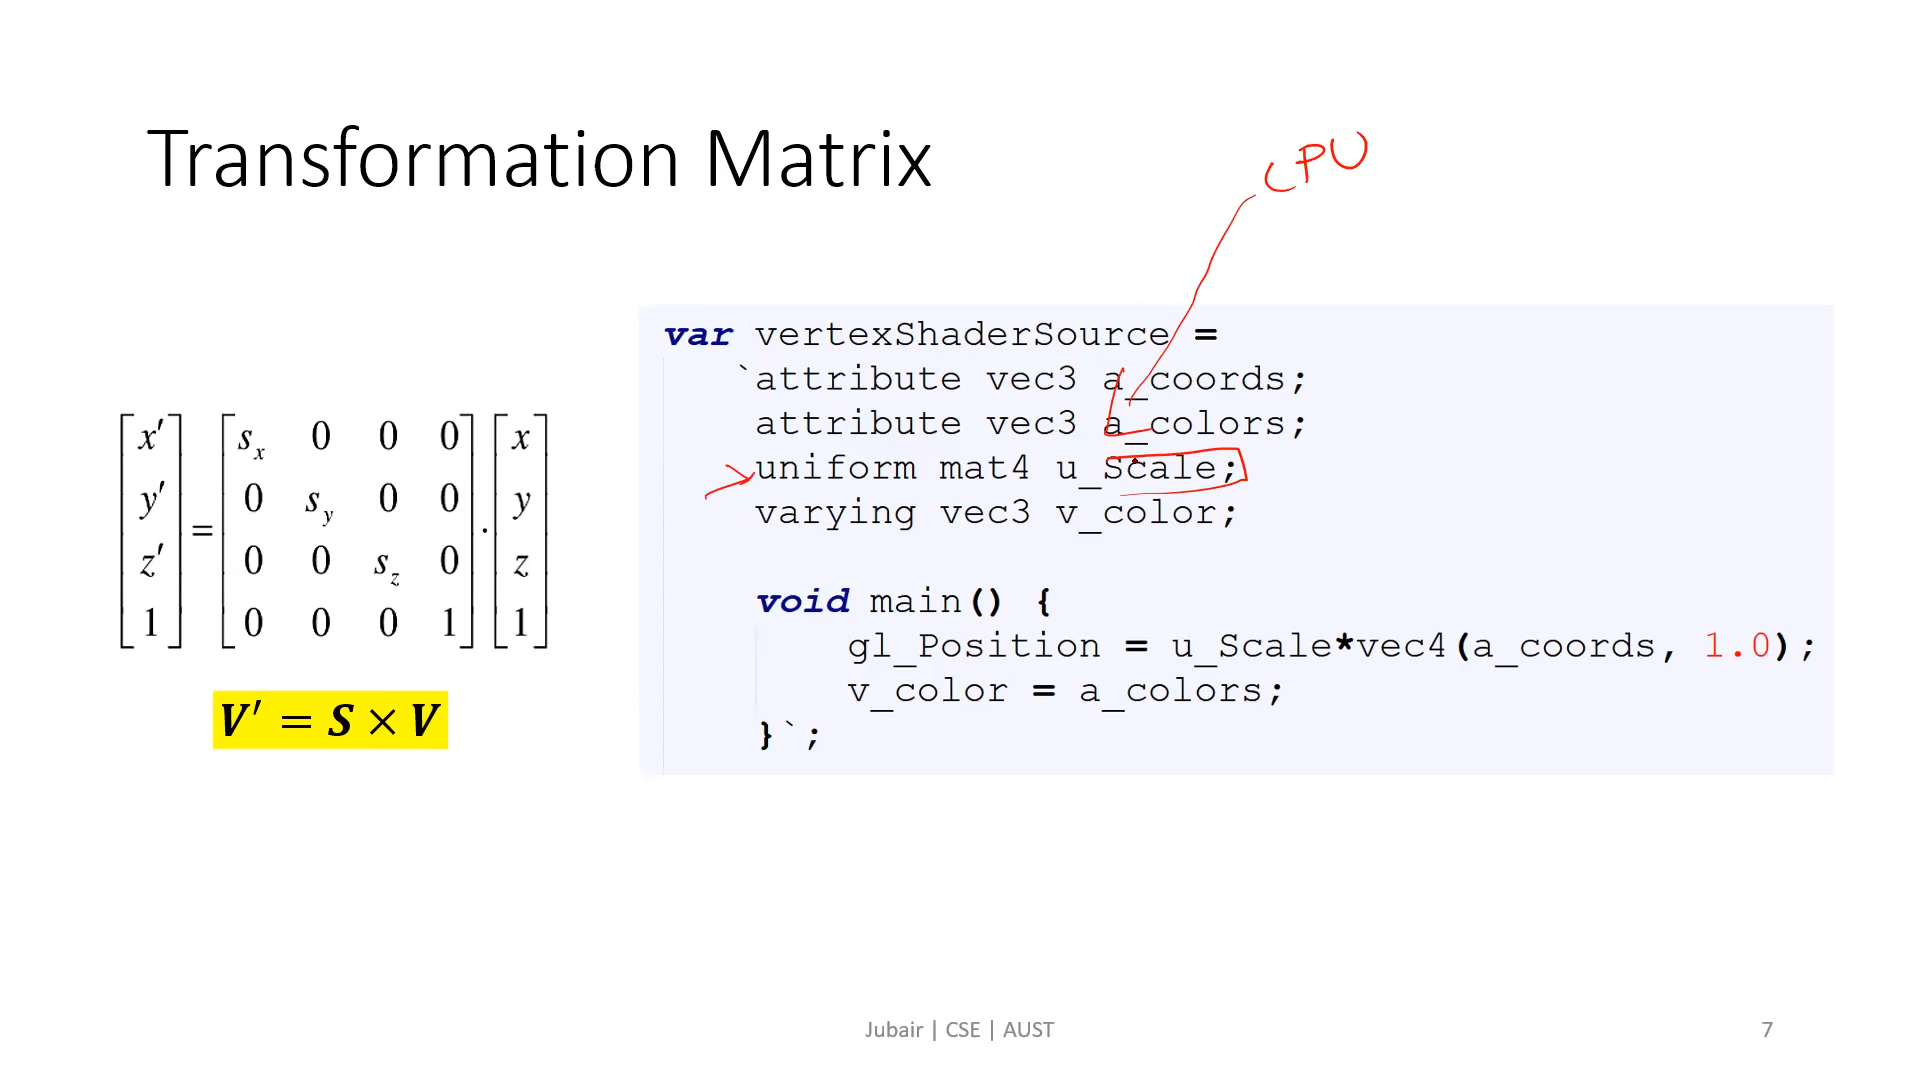 Transformation Matrix
CPU
var vertexShaderSource =
`attribute vec3 a_coords;
attribute vec3 a_colors;
uniform mat4 u_Scale;
varying vec3 v_color;
void main() {
gl_Position = u_Scale*vec4(a_coords, 1.0);
v_color = a_colors;
}`;
[x′] = [s_x 0 0 0] · [x]
[y′] [0 s_y 0 0] [y]
[z′] [0 0 s_z 0] [z]
[1] [0 0 0 1] [1]
V′ = S × V
Jubair | CSE | AUST
7